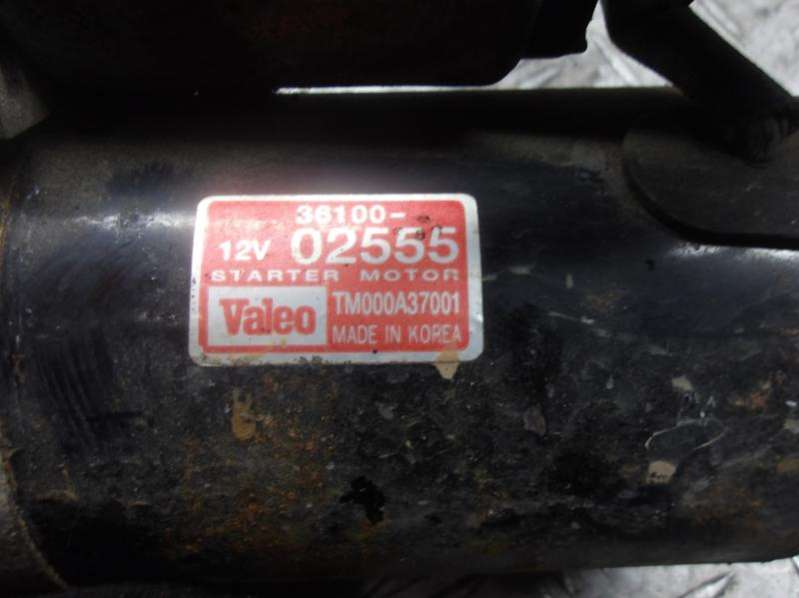 36100-
12V 02555
STARTER MOTOR
Valeo
TM000A37001
MADE IN KOREA